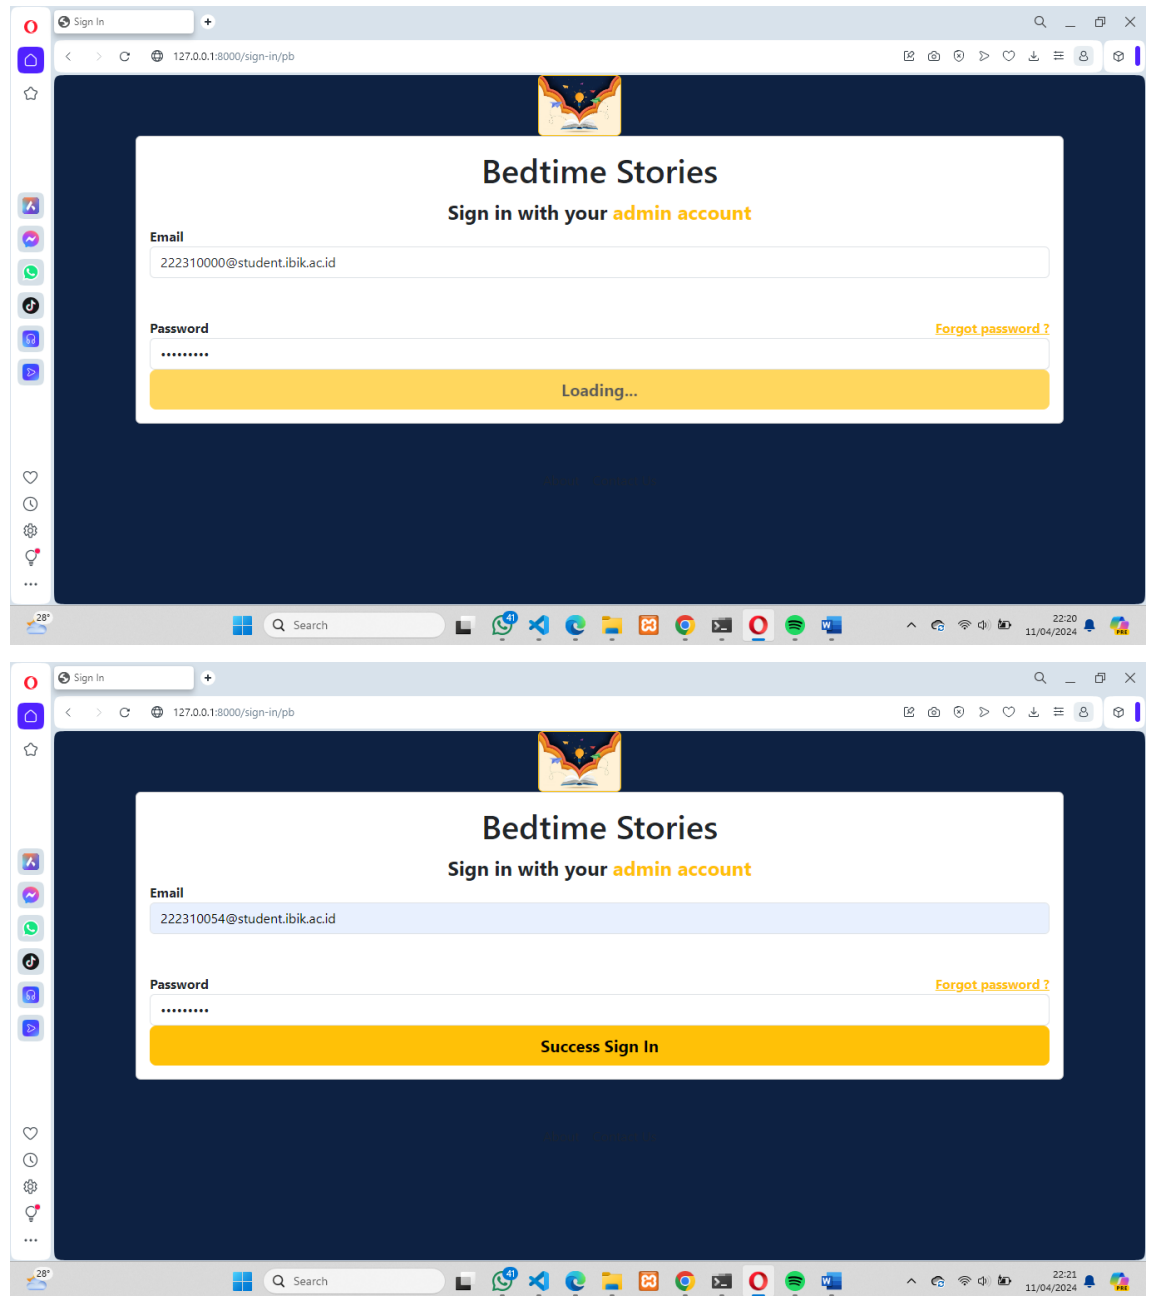 Sign In
127.0.0.1:8000/sign-in/pb
Bedtime Stories
Sign in with your admin account
Email
222310000@student.ibik.ac.id
Password Forgot password ?
Loading...
28°
Search
41
22:20
11/04/2024
PRE
Sign In
127.0.0.1:8000/sign-in/pb
Bedtime Stories
Sign in with your admin account
Email
222310054@student.ibik.ac.id
Password Forgot password ?
Success Sign In
28°
Search
41
22:21
11/04/2024
PRE